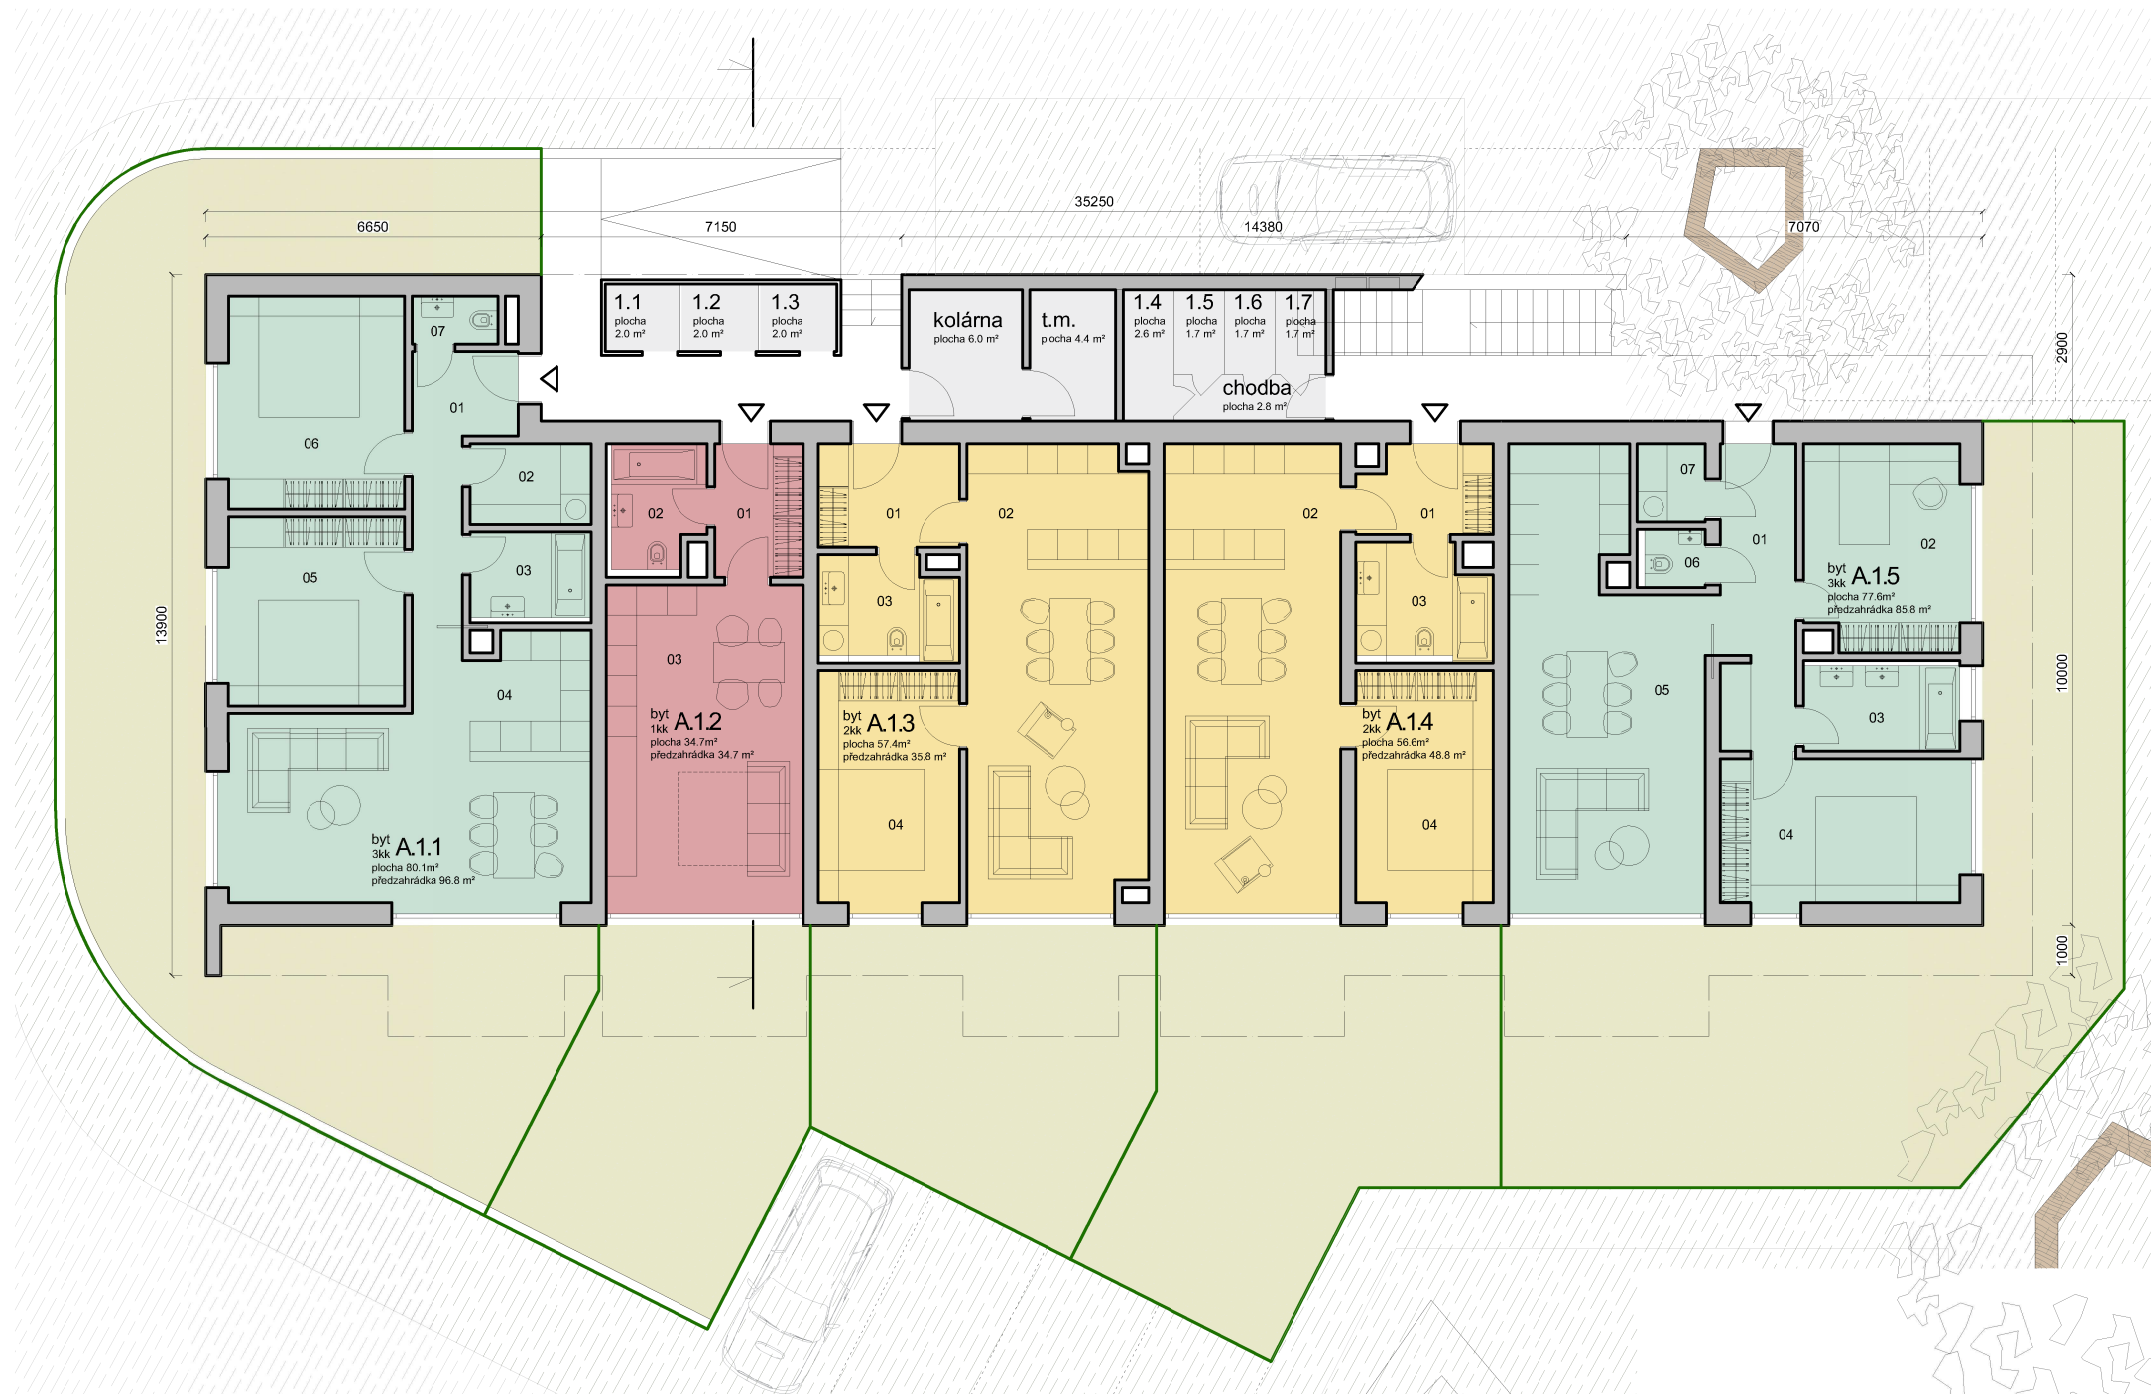 35250
6650
7150
14380
7070
1.1
plocha
2.0 m²
1.2
plocha
2.0 m²
1.3
plocha
2.0 m²
kolárna
plocha 6.0 m²
t.m.
pocha 4.4 m²
1.4
plocha
2.6 m²
1.5
plocha
1.7 m²
1.6
plocha
1.7 m²
1.7
plocha
1.7 m²
chodba
plocha 2.8 m²
2900
13900
10000
1000
07
01
06
02
05
03
04
byt
3kk A.1.1
plocha 80.1m²
předzahrádka 96.8 m²
02
01
03
byt
1kk A.1.2
plocha 34.7m²
předzahrádka 34.7 m²
01
02
03
byt
2kk A.1.3
plocha 57.4m²
předzahrádka 35.8 m²
04
02
01
03
byt
2kk A.1.4
plocha 56.6m²
předzahrádka 48.8 m²
04
07
01
02
06
byt
3kk A.1.5
plocha 77.6m²
předzahrádka 85.8 m²
05
03
04